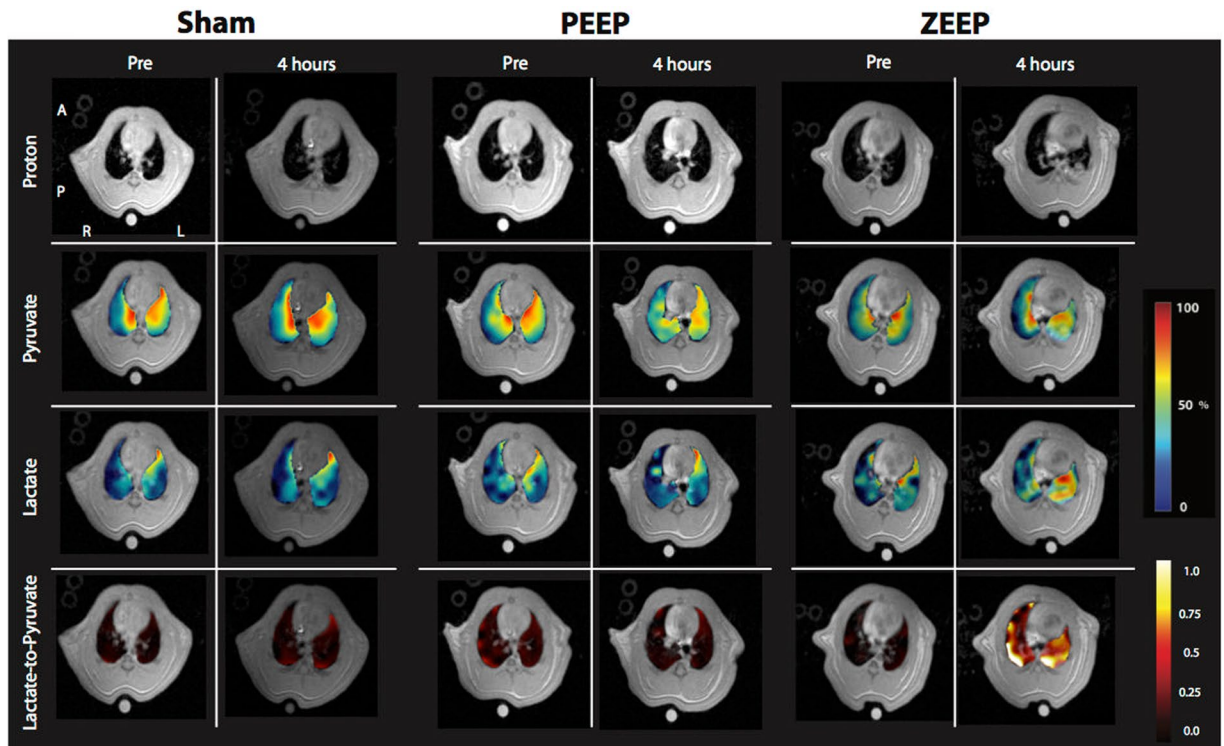 Sham PEEP ZEEP
Pre 4 hours Pre 4 hours Pre 4 hours
Proton
A
P
R L
Pyruvate
100
50 %
0
Lactate
Lactate-to-Pyruvate
1.0
0.75
0.5
0.25
0.0